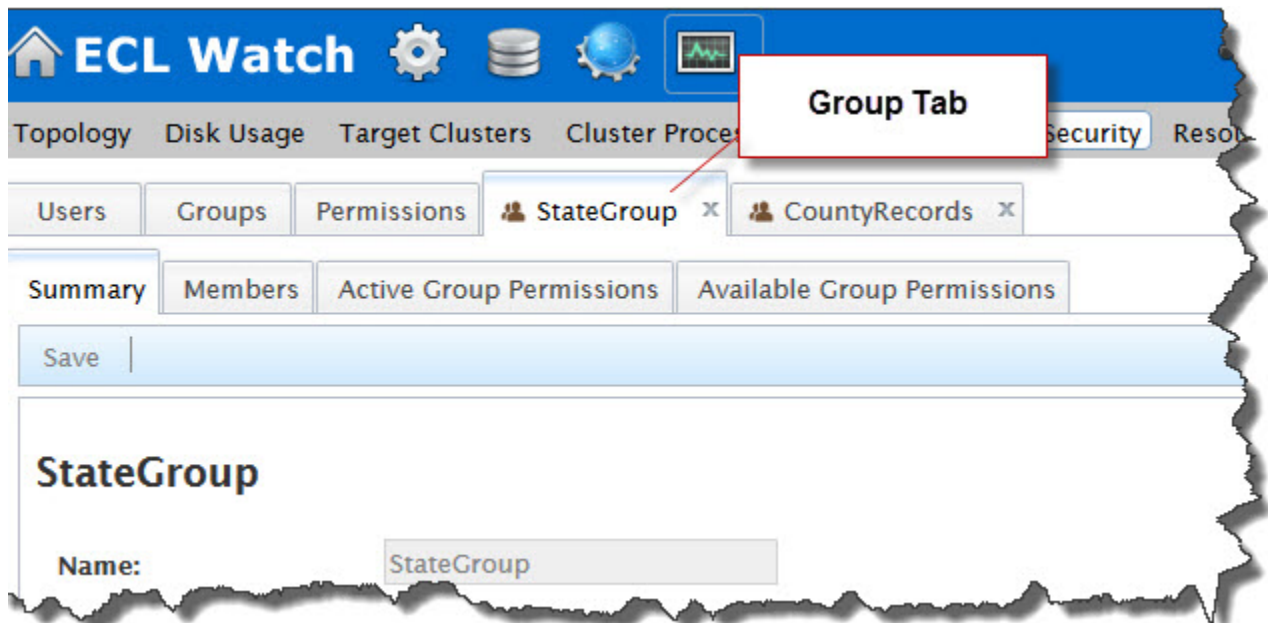 ECL Watch
Group Tab
Topology Disk Usage Target Clusters Cluster Security
Users Groups Permissions StateGroup x CountyRecords x
Summary Members Active Group Permissions Available Group Permissions
Save
StateGroup
Name: StateGroup